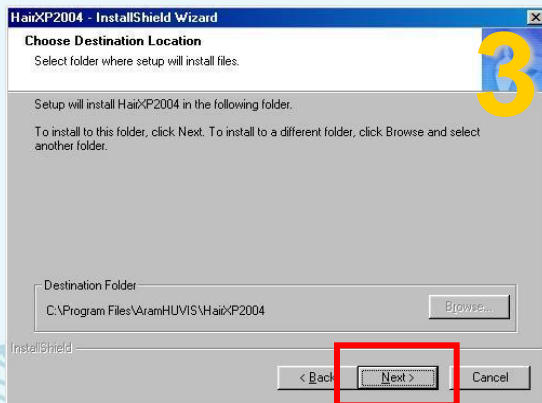 HairXP2004 - InstallShield Wizard
Choose Destination Location
Select folder where setup will install files.
3
Setup will install HairXP2004 in the following folder.
To install to this folder, click Next. To install to a different folder, click Browse and select
another folder.
Destination Folder
C:\Program Files\AramHUVIS\HairXP2004
Browse...
InstallShield
< Back
Next >
Cancel